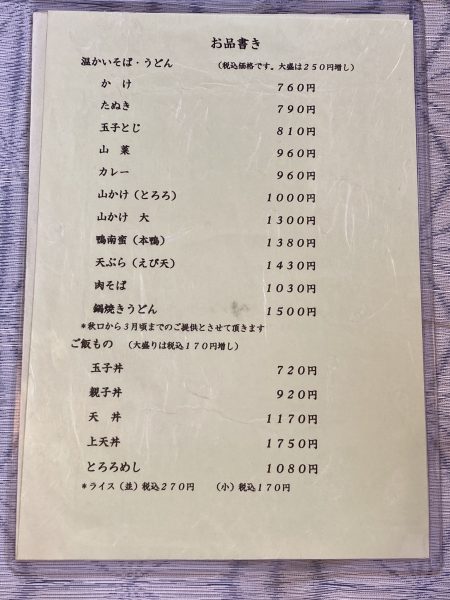 お品書き
温かいそば・うどん （税込価格です。大盛は２５０円増し）
かけ ７６０円
たぬき ７９０円
玉子とじ ８１０円
山菜 ９６０円
カレー ９６０円
山かけ（とろろ） １０００円
山かけ 大 １３００円
鴨南蛮（本鴨） １３８０円
天ぷら（えび天） １４３０円
肉そば １０３０円
鍋焼きうどん １５００円
＊秋口から３月頃までのご提供とさせて頂きます
ご飯もの （大盛りは税込１７０円増し）
玉子丼 ７２０円
親子丼 ９２０円
天丼 １１７０円
上天丼 １７５０円
とろろめし １０８０円
＊ライス（並）税込２７０円 （小）税込１７０円